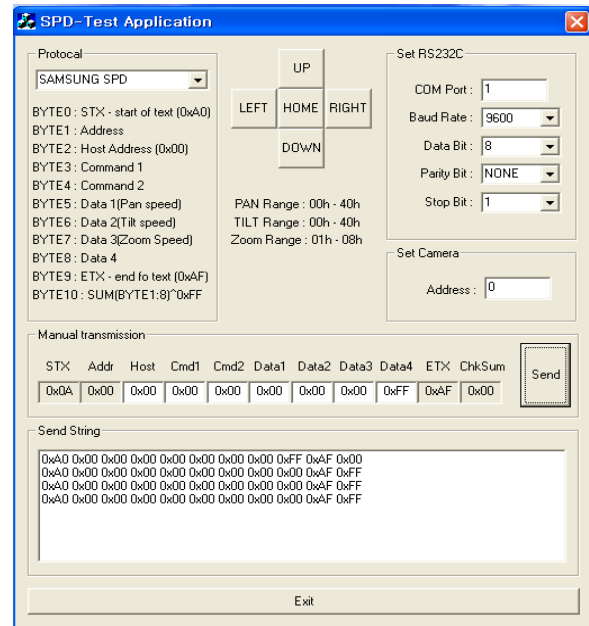 SPD-Test Application
Protocal
SAMSUNG SPD
BYTE0 : STX - start of text (0xA0)
BYTE1 : Address
BYTE2 : Host Address (0x00)
BYTE3 : Command 1
BYTE4 : Command 2
BYTE5 : Data 1(Pan speed)
BYTE6 : Data 2(Tilt speed)
BYTE7 : Data 3(Zoom Speed)
BYTE8 : Data 4
BYTE9 : ETX - end fo text (0xAF)
BYTE10 : SUM(BYTE1:8)^0xFF
UP
LEFT HOME RIGHT
DOWN
PAN Range : 00h - 40h
TILT Range : 00h - 40h
Zoom Range : 01h - 08h
Set RS232C
COM Port : 1
Baud Rate : 9600
Data Bit : 8
Parity Bit : NONE
Stop Bit : 1
Set Camera
Address : 0
Manual transmission
STX Addr Host Cmd1 Cmd2 Data1 Data2 Data3 Data4 ETX ChkSum
0x0A 0x00 0x00 0x00 0x00 0x00 0x00 0x00 0xFF 0xAF 0x00
Send
Send String
0xA0 0x00 0x00 0x00 0x00 0x00 0x00 0x00 0xFF 0xAF 0x00
0xA0 0x00 0x00 0x00 0x00 0x00 0x00 0x00 0x00 0xAF 0xFF
0xA0 0x00 0x00 0x00 0x00 0x00 0x00 0x00 0x00 0xAF 0xFF
0xA0 0x00 0x00 0x00 0x00 0x00 0x00 0x00 0x00 0xAF 0xFF
Exit